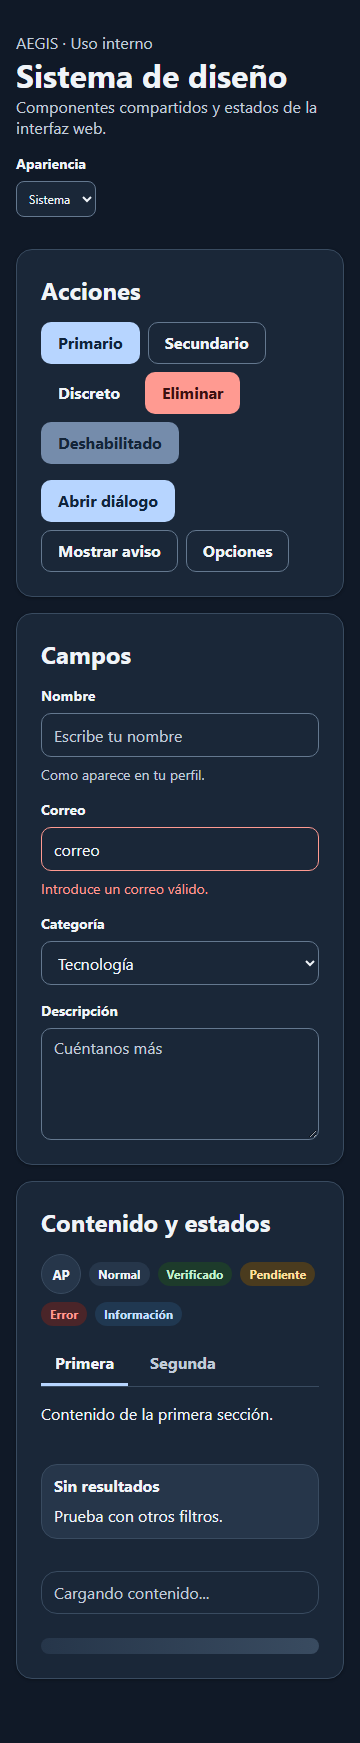 AEGIS · Uso interno
Sistema de diseño
Componentes compartidos y estados de la
interfaz web.
Apariencia
Sistema
Acciones
Primario
Secundario
Discreto
Eliminar
Deshabilitado
Abrir diálogo
Mostrar aviso
Opciones
Campos
Nombre
Escribe tu nombre
Como aparece en tu perfil.
Correo
correo
Introduce un correo válido.
Categoría
Tecnología
Descripción
Cuéntanos más
Contenido y estados
AP
Normal
Verificado
Pendiente
Error
Información
Primera
Segunda
Contenido de la primera sección.
Sin resultados
Prueba con otros filtros.
Cargando contenido...